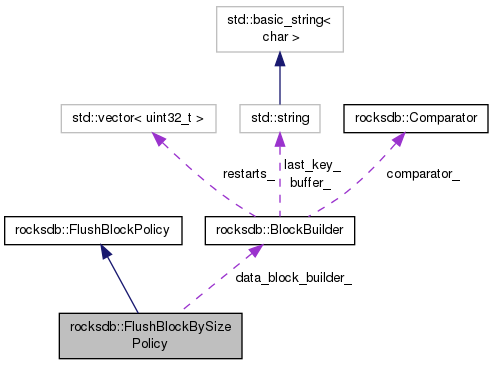 std::basic_string<
char >
std::vector< uint32_t >
std::string
rocksdb::Comparator
restarts_
last_key_
buffer_
comparator_
rocksdb::FlushBlockPolicy
rocksdb::BlockBuilder
data_block_builder_
rocksdb::FlushBlockBySize
Policy